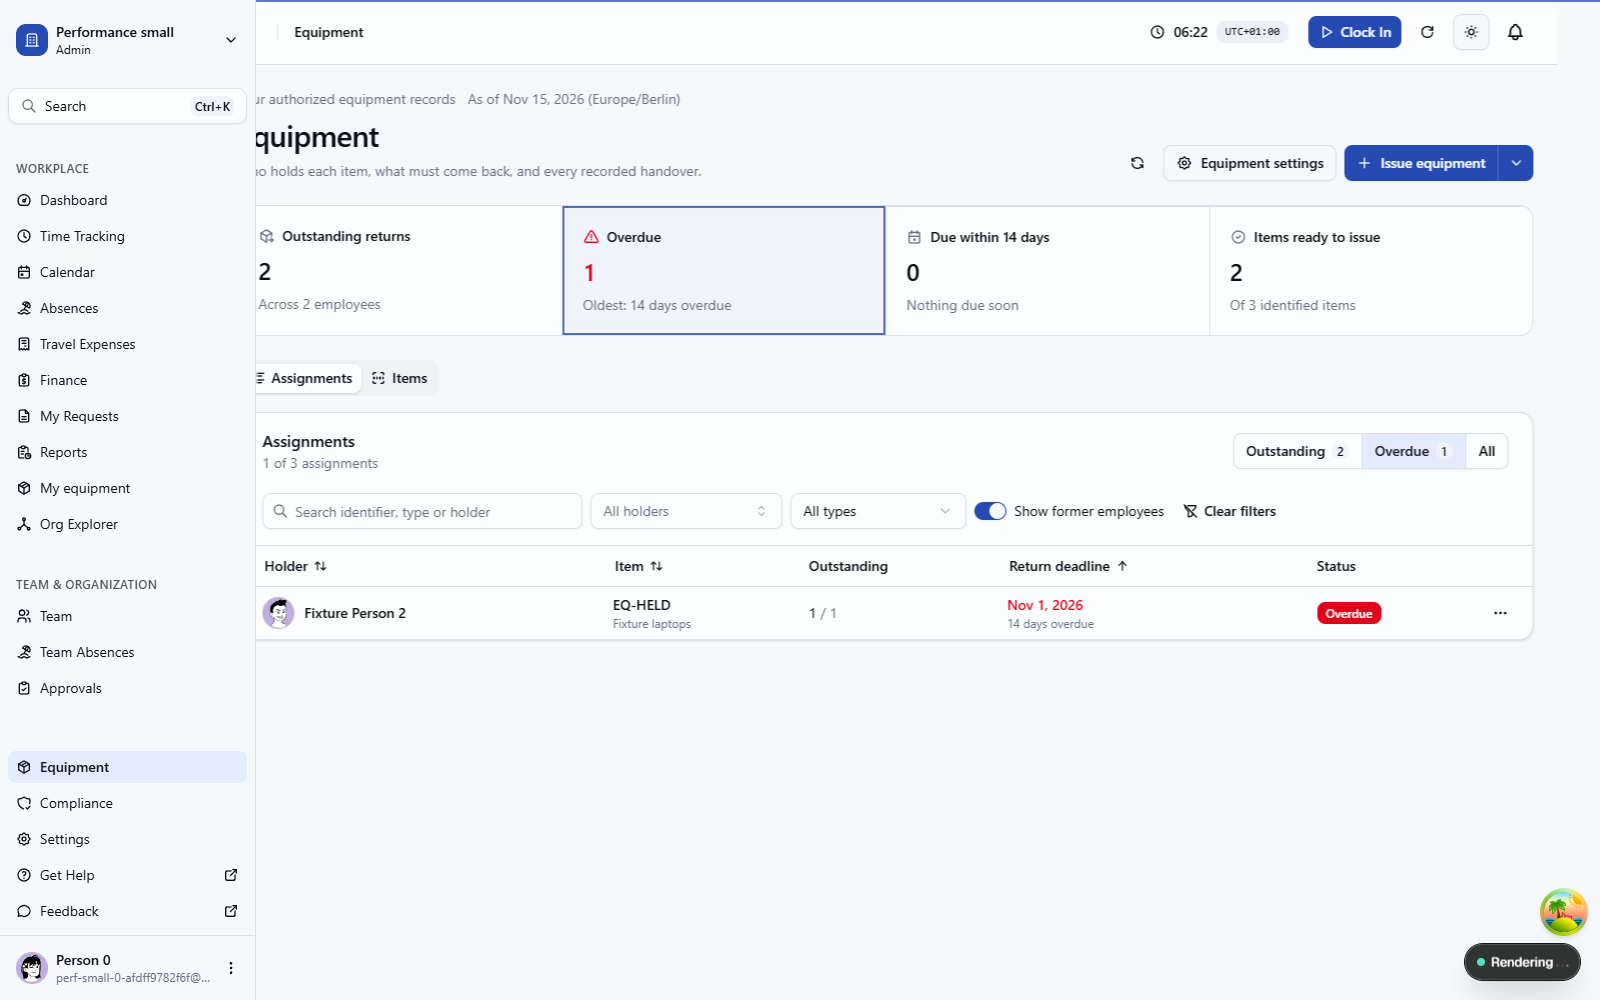 Performance small
Admin
Search Ctrl+K
WORKPLACE
Dashboard
Time Tracking
Calendar
Absences
Travel Expenses
Finance
My Requests
Reports
My equipment
Org Explorer
TEAM & ORGANIZATION
Team
Team Absences
Approvals
Equipment
Compliance
Settings
Get Help
Feedback
Person 0
perf-small-0-afdff9782f6f@...
Equipment
06:22 UTC+01:00 Clock In
ur authorized equipment records As of Nov 15, 2026 (Europe/Berlin)
quipment
ho holds each item, what must come back, and every recorded handover.
Equipment settings
Issue equipment
Outstanding returns
2
Across 2 employees
Overdue
1
Oldest: 14 days overdue
Due within 14 days
0
Nothing due soon
Items ready to issue
2
Of 3 identified items
Assignments Items
Assignments
1 of 3 assignments
Outstanding 2 Overdue 1 All
Search identifier, type or holder All holders All types Show former employees Clear filters
Holder Item Outstanding Return deadline Status
Fixture Person 2
EQ-HELD
Fixture laptops
1 / 1
Nov 1, 2026
14 days overdue
Overdue
Rendering...